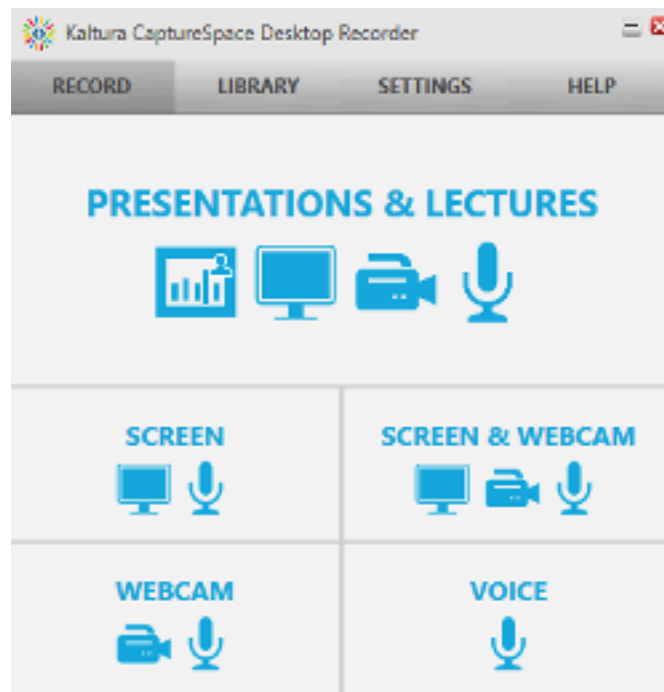 Kaltura CaptureSpace Desktop Recorder
RECORD LIBRARY SETTINGS HELP
PRESENTATIONS & LECTURES
SCREEN SCREEN & WEBCAM
WEBCAM VOICE